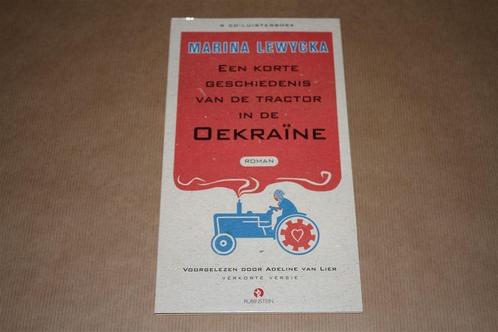 CD-LUISTERBOEK
MARINA LEWYCKA
EEN KORTE
GESCHIEDENIS
VAN DE TRACTOR
IN DE
OEKRAÏNE
ROMAN
VOORGELEZEN DOOR ADELINE VAN LIER
VERKORTE VERSIE
RUBINSTEIN